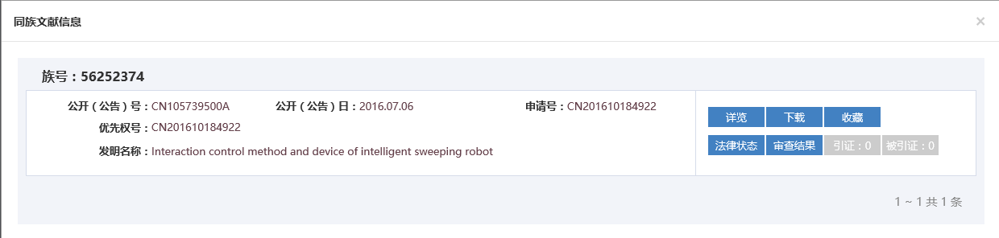 同族文献信息
×
族号：56252374
公开（公告）号：CN105739500A 公开（公告）日：2016.07.06 申请号：CN201610184922
优先权号：CN201610184922
发明名称：Interaction control method and device of intelligent sweeping robot
详览 下载 收藏
法律状态 审查结果 引证：0 被引证：0
1 ~ 1 共 1 条